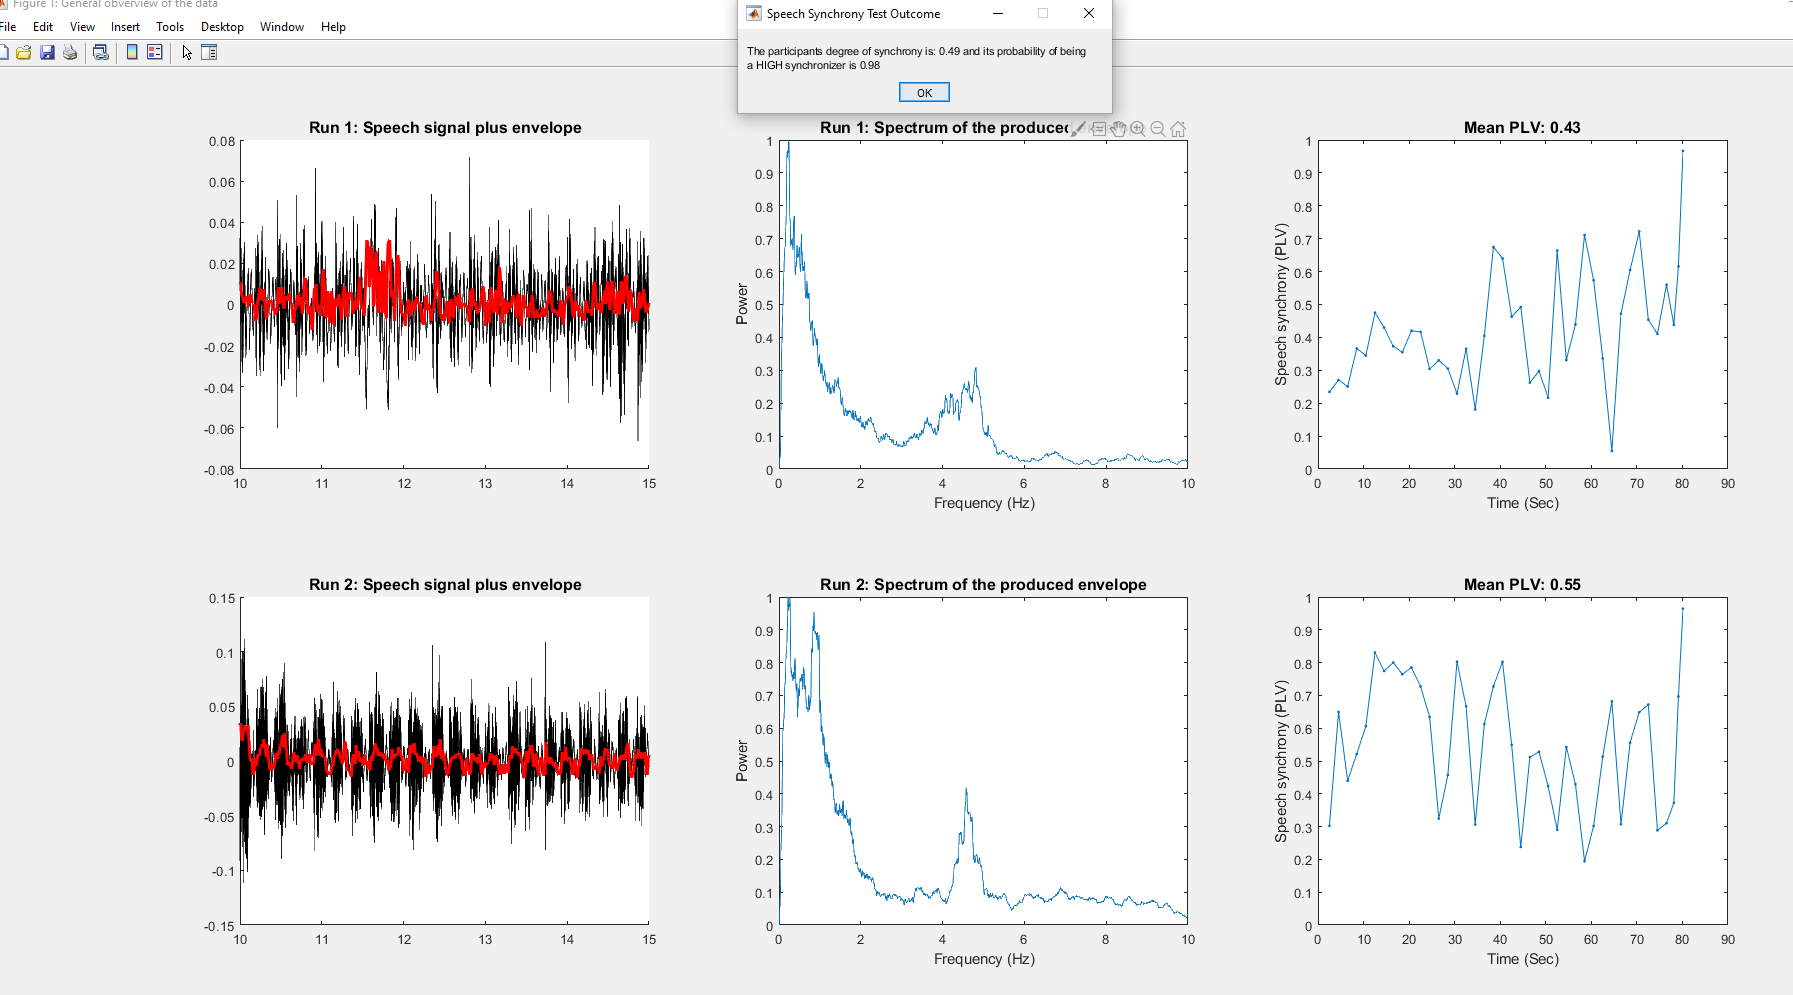 Figure 1: General obverview of the data
File Edit View Insert Tools Desktop Window Help
Speech Synchrony Test Outcome
The participants degree of synchrony is: 0.49 and its probability of being
a HIGH synchronizer is 0.98
OK
Run 1: Speech signal plus envelope
0.08
0.06
0.04
0.02
0
-0.02
-0.04
-0.06
-0.08
10 11 12 13 14 15
Run 1: Spectrum of the produced
Power
1
0.9
0.8
0.7
0.6
0.5
0.4
0.3
0.2
0.1
0
0 2 4 6 8 10
Frequency (Hz)
Mean PLV: 0.43
Speech synchrony (PLV)
1
0.9
0.8
0.7
0.6
0.5
0.4
0.3
0.2
0.1
0
0 10 20 30 40 50 60 70 80 90
Time (Sec)
Run 2: Speech signal plus envelope
0.15
0.1
0.05
0
-0.05
-0.1
-0.15
10 11 12 13 14 15
Run 2: Spectrum of the produced envelope
Power
1
0.9
0.8
0.7
0.6
0.5
0.4
0.3
0.2
0.1
0
0 2 4 6 8 10
Frequency (Hz)
Mean PLV: 0.55
Speech synchrony (PLV)
1
0.9
0.8
0.7
0.6
0.5
0.4
0.3
0.2
0.1
0
0 10 20 30 40 50 60 70 80 90
Time (Sec)